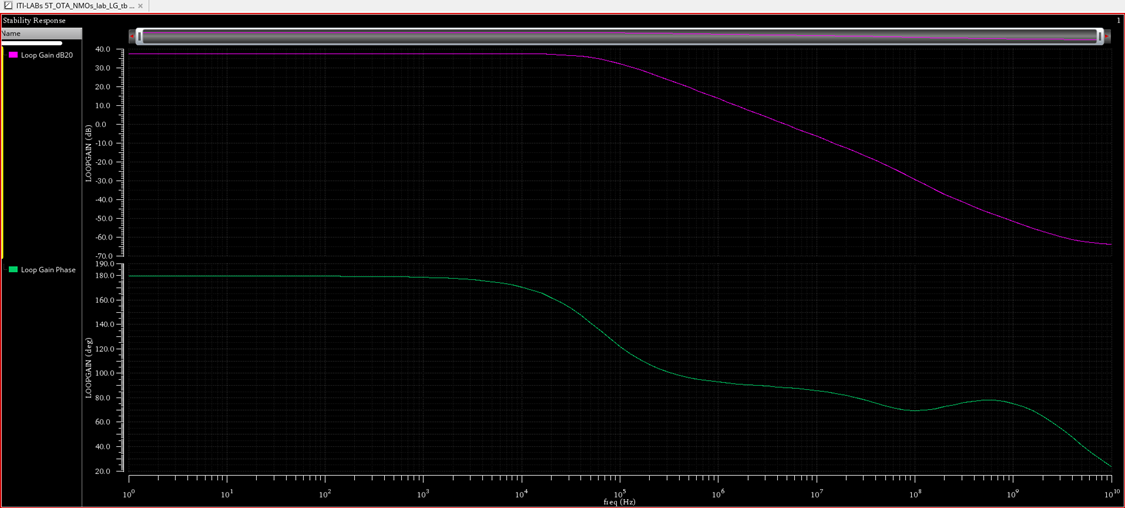 ITI-LABs 5T_OTA_NMOs_lab_LG_tb ... ×
Stability Response
1
Name
Loop Gain dB20
40.0
30.0
20.0
10.0
0.0
-10.0
-20.0
-30.0
-40.0
-50.0
-60.0
-70.0
LOOPGAIN (dB)
Loop Gain Phase
190.0
180.0
160.0
140.0
120.0
100.0
80.0
60.0
40.0
20.0
LOOPGAIN (deg)
10⁰ 10¹ 10² 10³ 10⁴ 10⁵ 10⁶ 10⁷ 10⁸ 10⁹ 10¹⁰
freq (Hz)